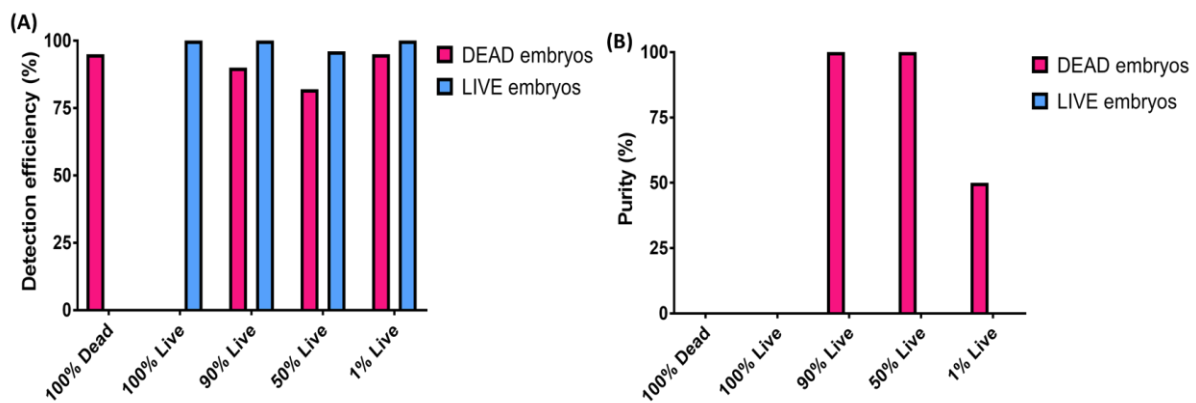 (A)
Detection efficiency (%)
100
75
50
25
0
100% Dead
100% Live
90% Live
50% Live
1% Live
DEAD embryos
LIVE embryos
(B)
Purity (%)
100
75
50
25
0
100% Dead
100% Live
90% Live
50% Live
1% Live
DEAD embryos
LIVE embryos